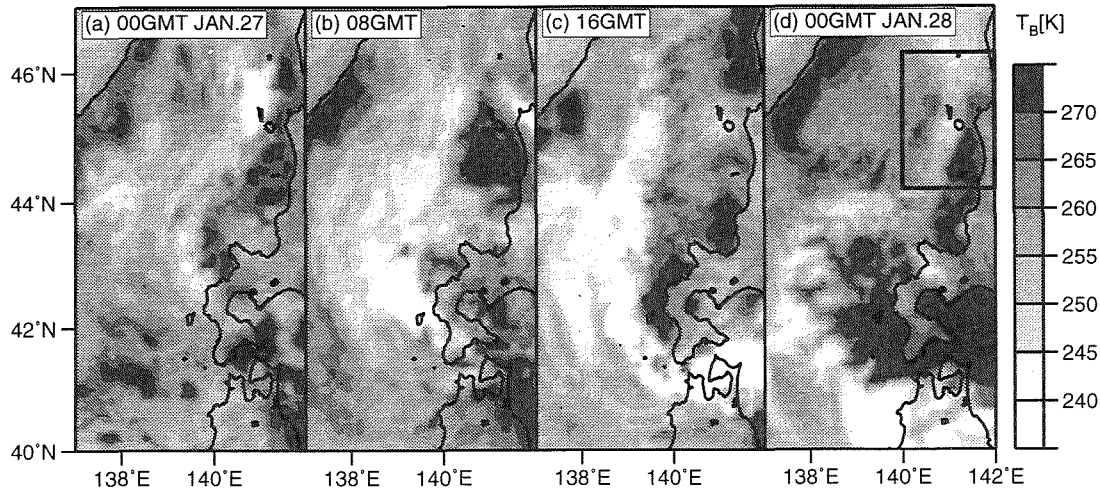 (a) 00GMT JAN.27 (b) 08GMT (c) 16GMT (d) 00GMT JAN.28 T_B[K]
46°N
44°N
42°N
40°N
270
265
260
255
250
245
240
138°E 140°E 138°E 140°E 138°E 140°E 138°E 140°E 142°E